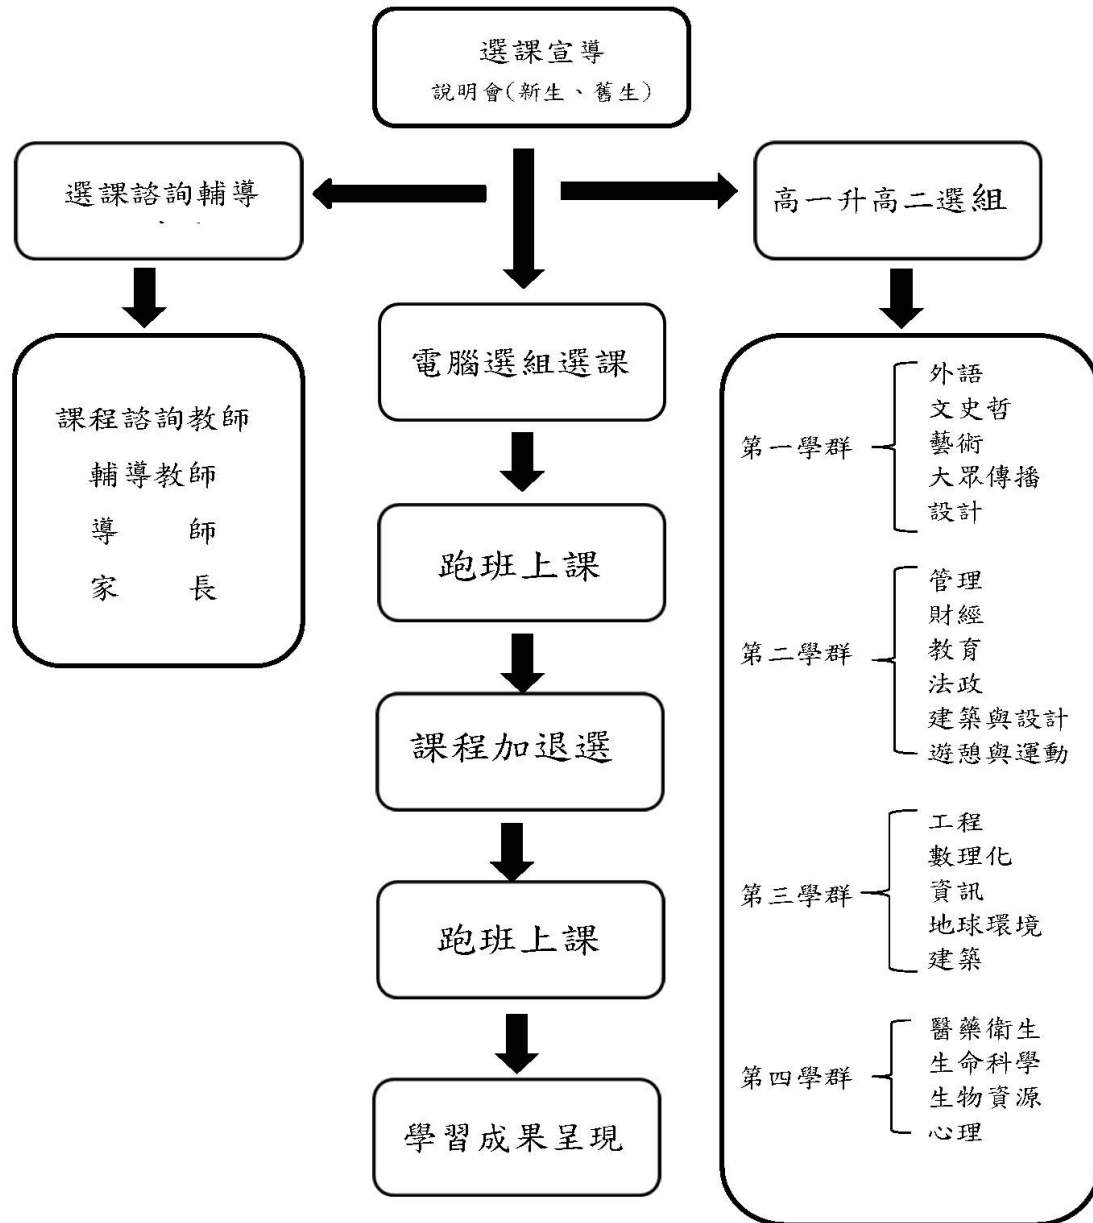 選課宣導
說明會(新生、舊生)
選課諮詢輔導
高一升高二選組
課程諮詢教師
輔導教師
導 師
家 長
電腦選組選課
跑班上課
課程加退選
跑班上課
學習成果呈現
第一學群
外語
文史哲
藝術
大眾傳播
設計
第二學群
管理
財經
教育
法政
建築與設計
遊憩與運動
第三學群
工程
數理化
資訊
地球環境
建築
第四學群
醫藥衛生
生命科學
生物資源
心理